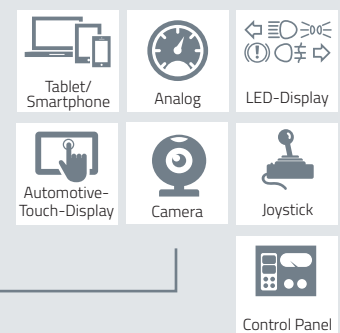 Tablet/
Smartphone
Analog
LED-Display
Automotive-
Touch-Display
Camera
Joystick
Control Panel